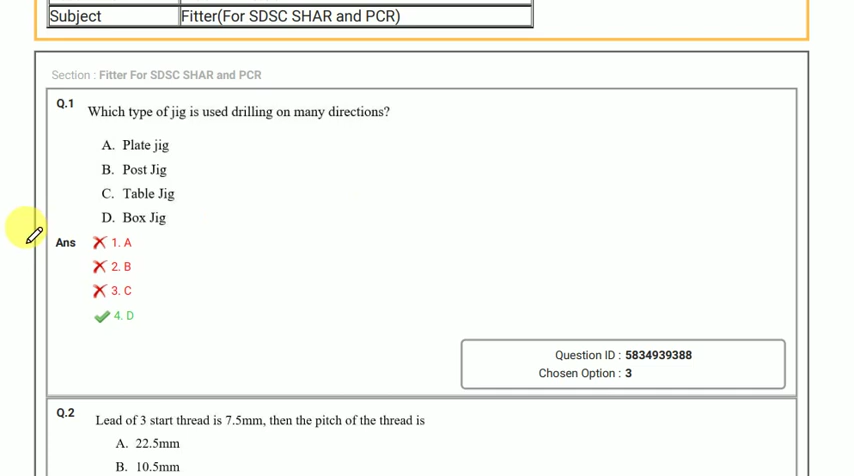 Subject Fitter(For SDSC SHAR and PCR)
Section : Fitter For SDSC SHAR and PCR
Q.1 Which type of jig is used drilling on many directions?
A. Plate jig
B. Post Jig
C. Table Jig
D. Box Jig
Ans 1. A
2. B
3. C
4. D
Question ID : 5834939388
Chosen Option : 3
Q.2 Lead of 3 start thread is 7.5mm, then the pitch of the thread is
A. 22.5mm
B. 10.5mm